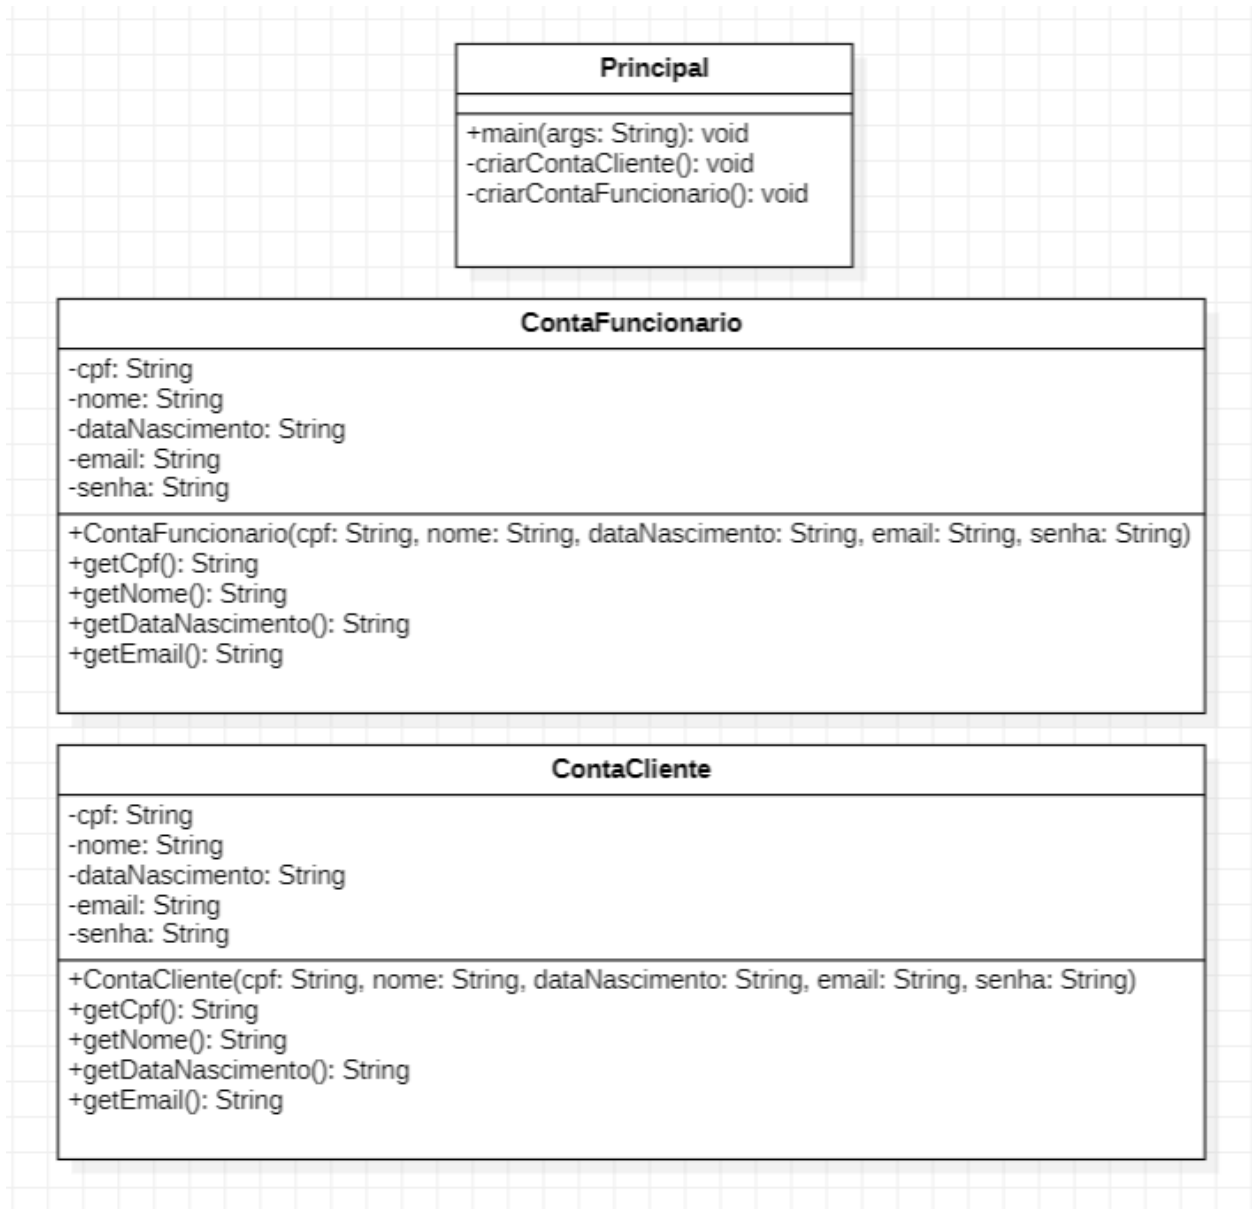 Principal
+main(args: String): void
-criarContaCliente(): void
-criarContaFuncionario(): void
ContaFuncionario
-cpf: String
-nome: String
-dataNascimento: String
-email: String
-senha: String
+ContaFuncionario(cpf: String, nome: String, dataNascimento: String, email: String, senha: String)
+getCpf(): String
+getNome(): String
+getDataNascimento(): String
+getEmail(): String
ContaCliente
-cpf: String
-nome: String
-dataNascimento: String
-email: String
-senha: String
+ContaCliente(cpf: String, nome: String, dataNascimento: String, email: String, senha: String)
+getCpf(): String
+getNome(): String
+getDataNascimento(): String
+getEmail(): String